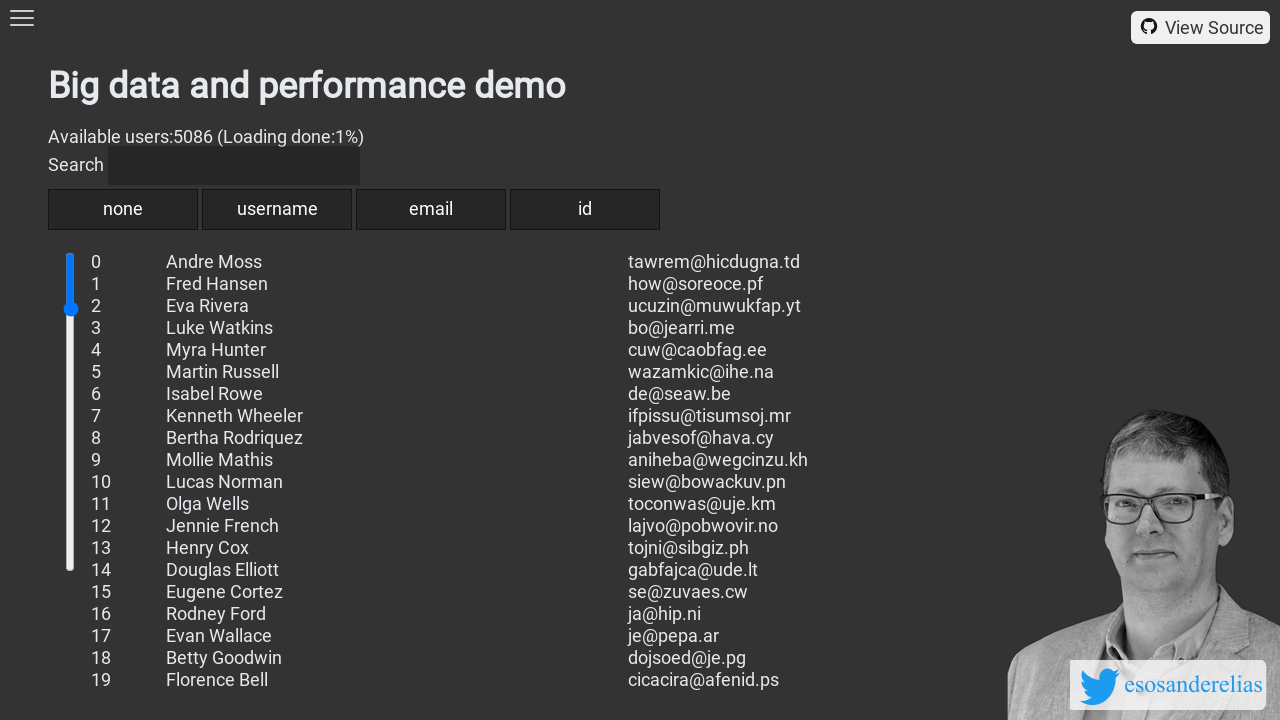 View Source
Big data and performance demo
Available users:5086 (Loading done:1%)
Search
none username email id
0 Andre Moss tawrem@hicdugna.td
1 Fred Hansen how@soreoce.pf
2 Eva Rivera ucuzin@muwukfap.yt
3 Luke Watkins bo@jearri.me
4 Myra Hunter cuw@caobfag.ee
5 Martin Russell wazamkic@ihe.na
6 Isabel Rowe de@seaw.be
7 Kenneth Wheeler ifpissu@tisumsoj.mr
8 Bertha Rodriquez jabvesof@hava.cy
9 Mollie Mathis aniheba@wegcinzu.kh
10 Lucas Norman siew@bowackuv.pn
11 Olga Wells toconwas@uje.km
12 Jennie French lajvo@pobwovir.no
13 Henry Cox tojni@sibgiz.ph
14 Douglas Elliott gabfajca@ude.lt
15 Eugene Cortez se@zuvaes.cw
16 Rodney Ford ja@hip.ni
17 Evan Wallace je@pepa.ar
18 Betty Goodwin dojsoed@je.pg
19 Florence Bell cicacira@afenid.ps
esosanderelias